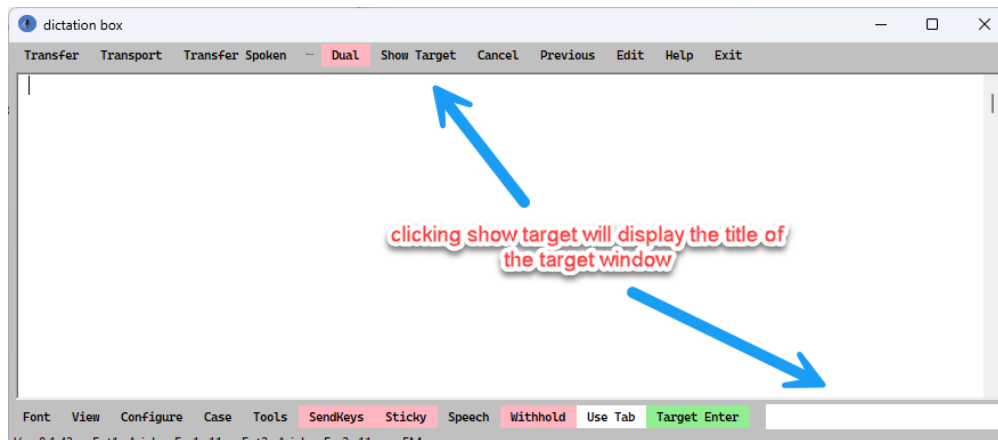 dictation box
Transfer Transport Transfer Spoken — Dual Show Target Cancel Previous Edit Help Exit
clicking show target will display the title of
the target window
Font View Configure Case Tools SendKeys Sticky Speech Withhold Use Tab Target Enter